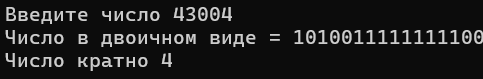 Введите число 43004
Число в двоичном виде = 1010011111111100
Число кратно 4